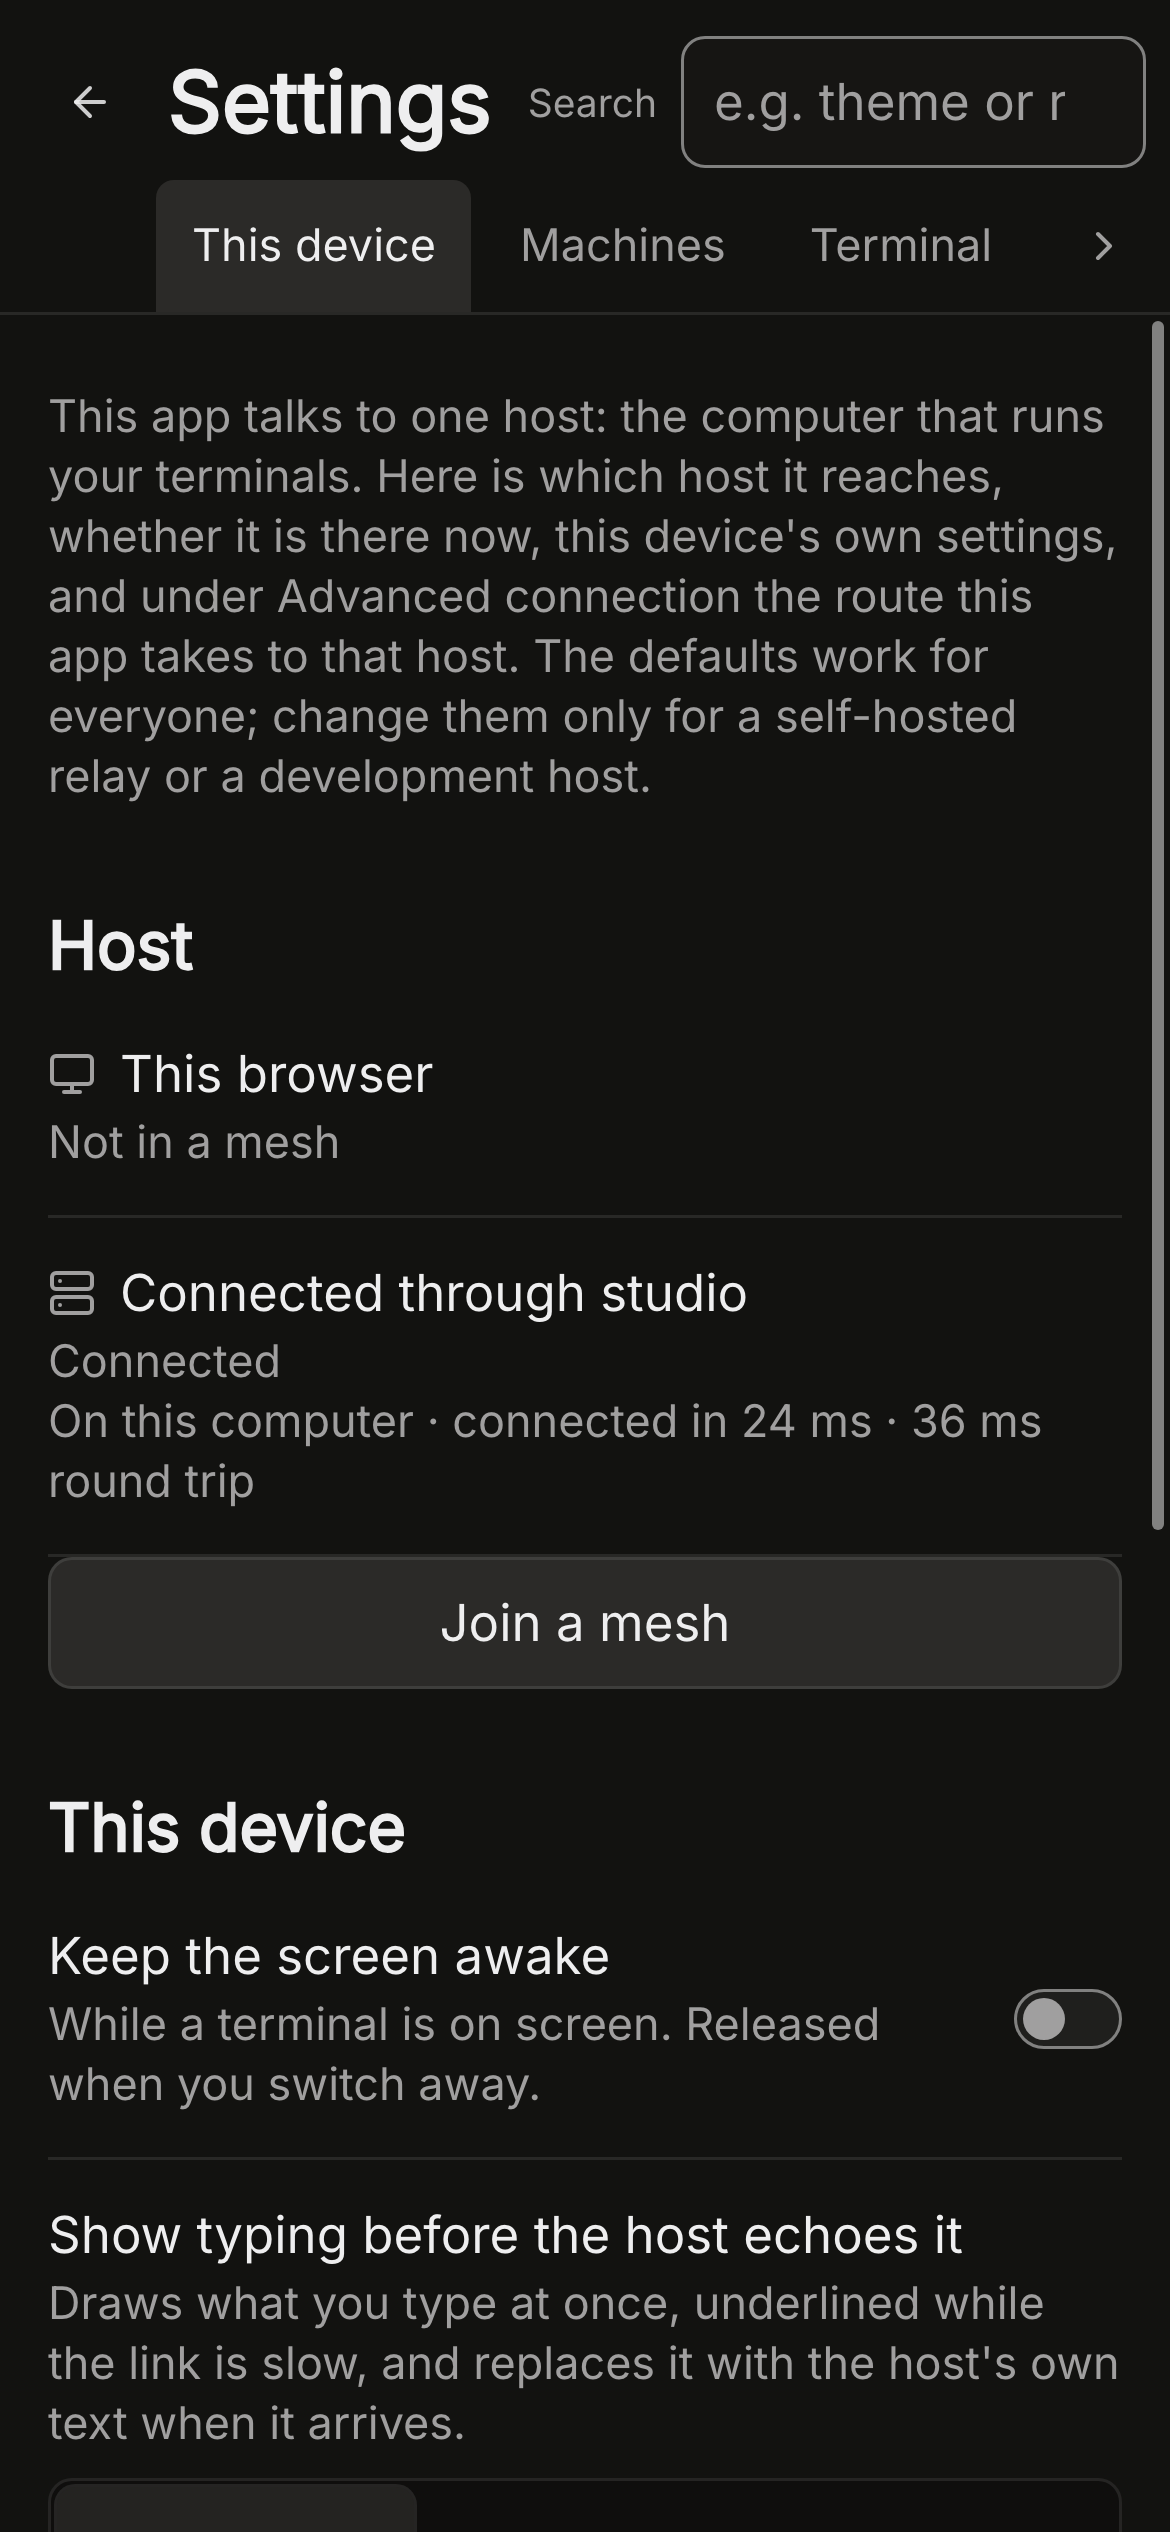 Settings
Search
e.g. theme or r
This device
Machines
Terminal
This app talks to one host: the computer that runs
your terminals. Here is which host it reaches,
whether it is there now, this device's own settings,
and under Advanced connection the route this
app takes to that host. The defaults work for
everyone; change them only for a self-hosted
relay or a development host.
Host
This browser
Not in a mesh
Connected through studio
Connected
On this computer · connected in 24 ms · 36 ms
round trip
Join a mesh
This device
Keep the screen awake
While a terminal is on screen. Released
when you switch away.
Show typing before the host echoes it
Draws what you type at once, underlined while
the link is slow, and replaces it with the host's own
text when it arrives.